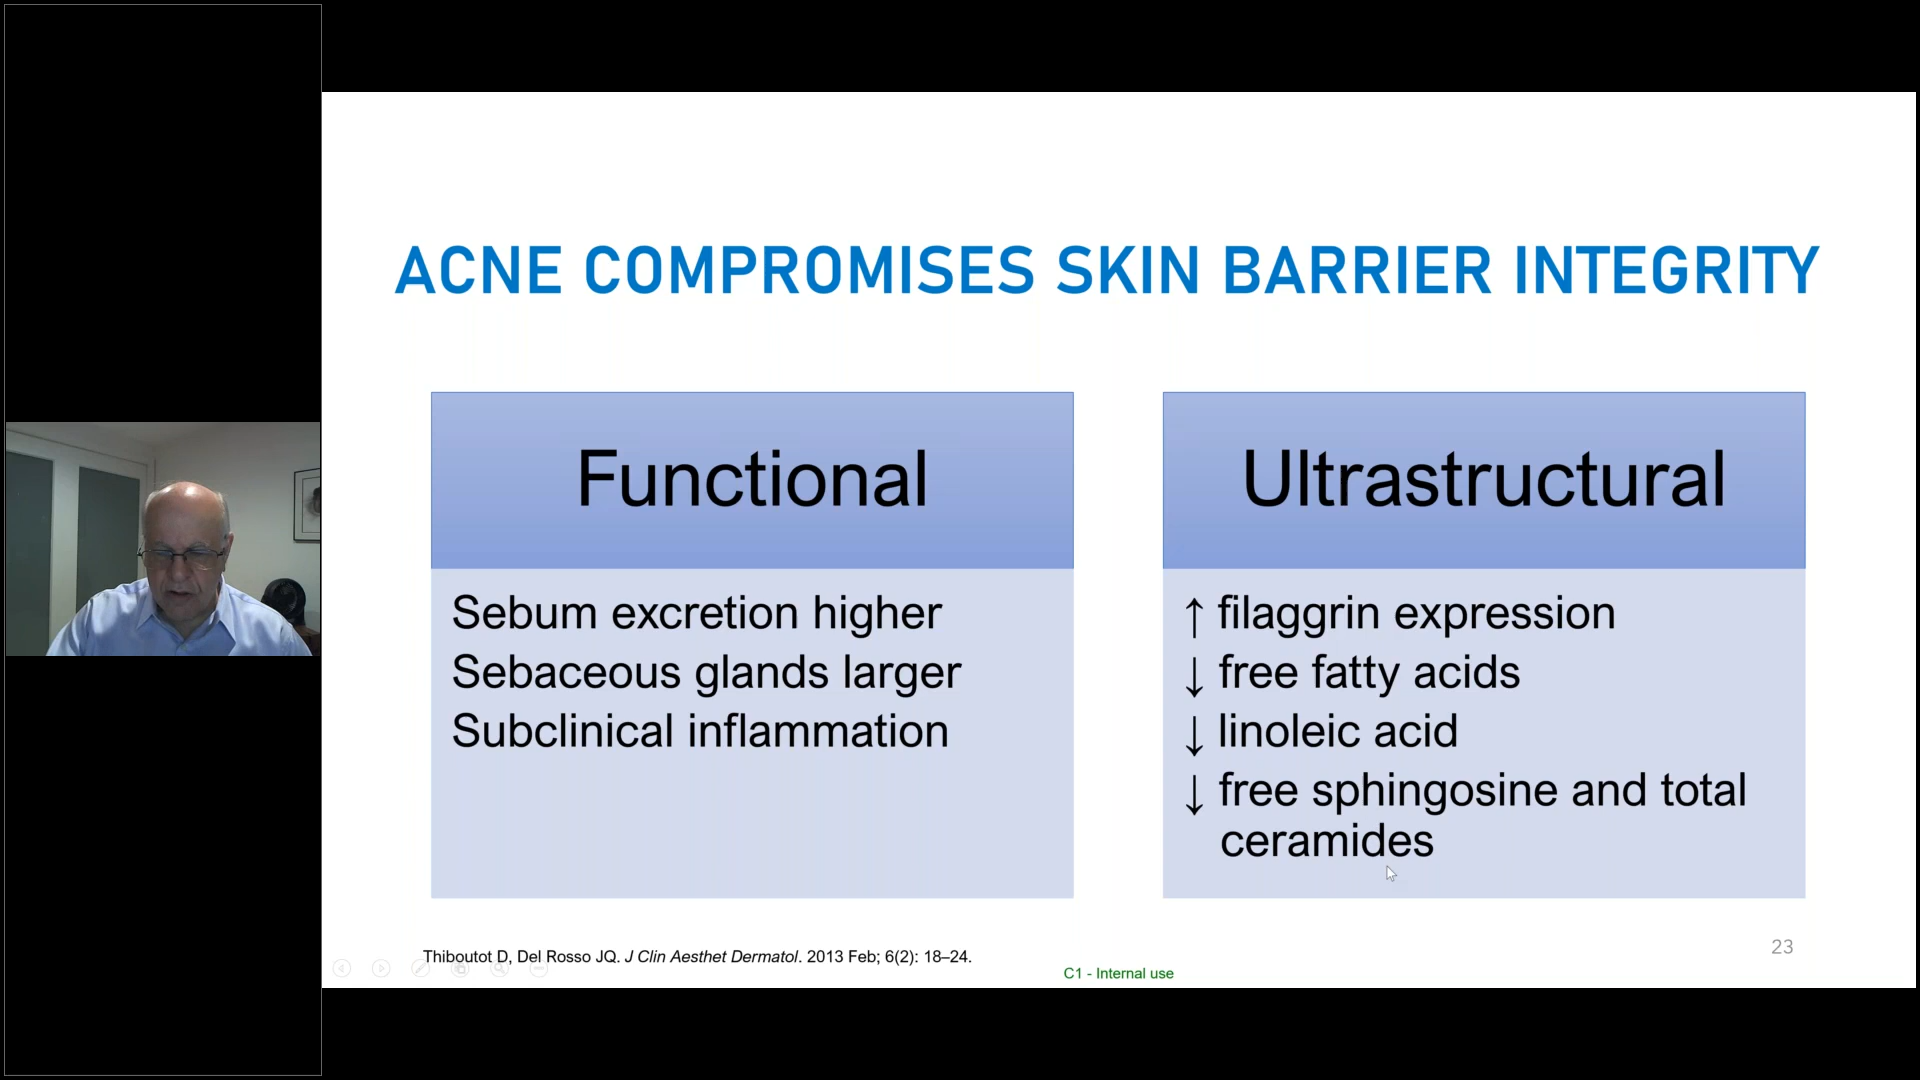 ACNE COMPROMISES SKIN BARRIER INTEGRITY
Functional
Sebum excretion higher
Sebaceous glands larger
Subclinical inflammation
Ultrastructural
↑ filaggrin expression
↓ free fatty acids
↓ linoleic acid
↓ free sphingosine and total
ceramides
Thiboutot D, Del Rosso JQ. J Clin Aesthet Dermatol. 2013 Feb; 6(2): 18–24.
23
C1 - Internal use